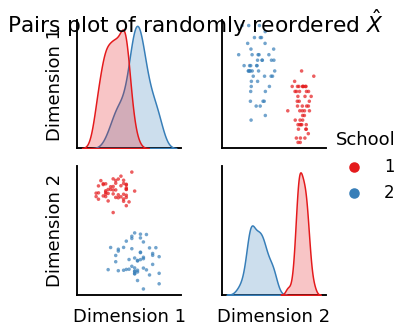 Pairs plot of randomly reordered X̂
Dimension 1
School
1
2
Dimension 2
Dimension 1
Dimension 2